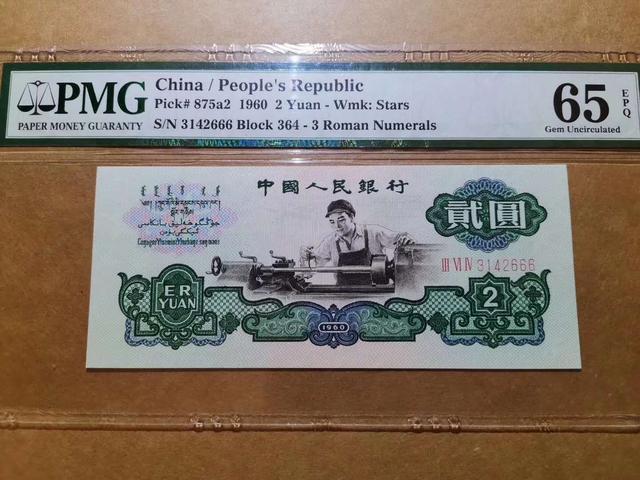 PMG
PAPER MONEY GUARANTY
China / People's Republic
Pick# 875a2 1960 2 Yuan - Wmk: Stars
S/N 3142666 Block 364 - 3 Roman Numerals
65
EPQ
Gem Uncirculated
中國人民銀行
貳圓
III VI IV 3142666
ER
YUAN
1960
2